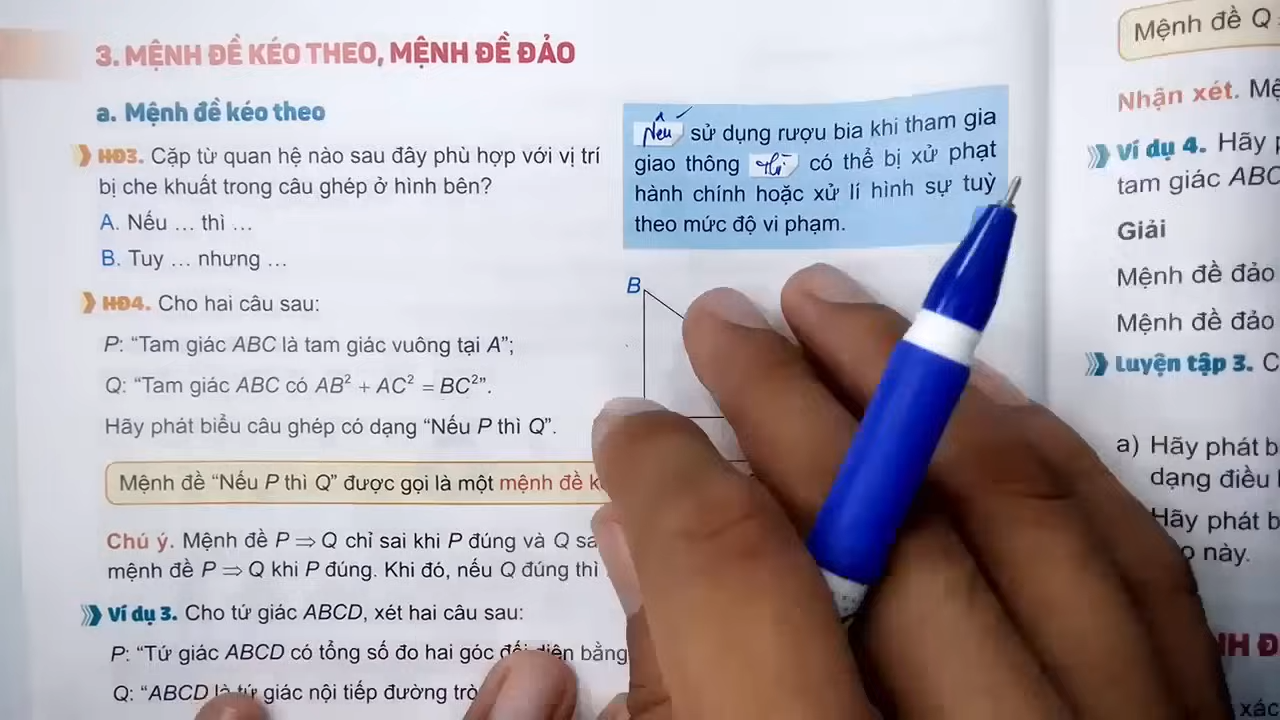 3. MỆNH ĐỀ KÉO THEO, MỆNH ĐỀ ĐẢO
a. Mệnh đề kéo theo
HĐ3. Cặp từ quan hệ nào sau đây phù hợp với vị trí
bị che khuất trong câu ghép ở hình bên?
A. Nếu ... thì ...
B. Tuy ... nhưng ...
Nếu sử dụng rượu bia khi tham gia
giao thông thì có thể bị xử phạt
hành chính hoặc xử lí hình sự tuỳ
theo mức độ vi phạm.
HĐ4. Cho hai câu sau:
P: “Tam giác ABC là tam giác vuông tại A”;
Q: “Tam giác ABC có AB² + AC² = BC²”.
Hãy phát biểu câu ghép có dạng “Nếu P thì Q”.
B
Mệnh đề “Nếu P thì Q” được gọi là một mệnh đề
Chú ý. Mệnh đề P ⇒ Q chỉ sai khi P đúng và Q
mệnh đề P ⇒ Q khi P đúng. Khi đó, nếu Q đúng thì
Ví dụ 3. Cho tứ giác ABCD, xét hai câu sau:
P: “Tứ giác ABCD có tổng số đo hai góc đối diện bằng
Q: “ABCD là tứ giác nội tiếp đường
Mệnh đề Q
Nhận xét.
Ví dụ 4. Hãy
tam giác ABC
Giải
Mệnh đề đảo
Mệnh đề đảo
Luyện tập 3.
a) Hãy phát
dạng điều
Hãy phát
này.
xác